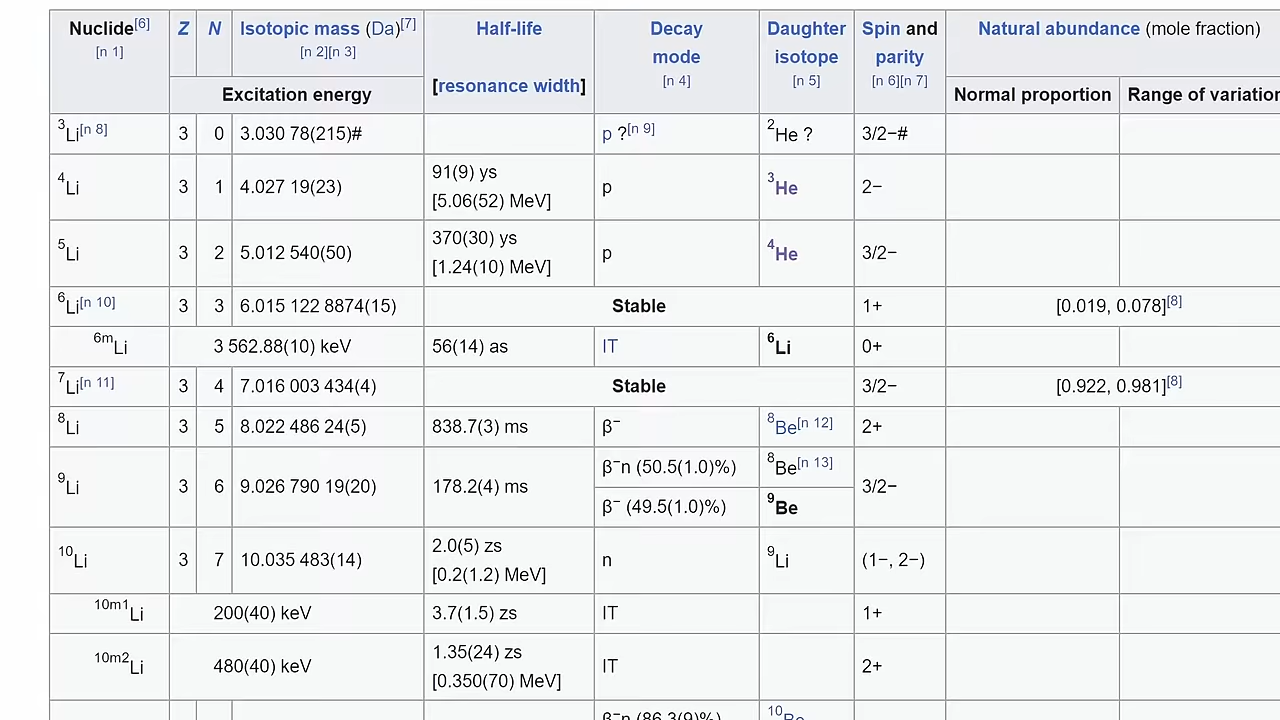 Nuclide[6] Z N Isotopic mass (Da)[7] Half-life Decay Daughter Spin and Natural abundance (mole fraction)
[n 1] [n 2][n 3] mode isotope parity
[resonance width] [n 4] [n 5] [n 6][n 7]
Excitation energy Normal proportion Range of variation
3Li[n 8] 3 0 3.030 78(215)# p ?[n 9] 2He ? 3/2−#
4Li 3 1 4.027 19(23) 91(9) ys p 3He 2−
[5.06(52) MeV]
5Li 3 2 5.012 540(50) 370(30) ys p 4He 3/2−
[1.24(10) MeV]
6Li[n 10] 3 3 6.015 122 8874(15) Stable 1+ [0.019, 0.078][8]
6mLi 3 562.88(10) keV 56(14) as IT 6Li 0+
7Li[n 11] 3 4 7.016 003 434(4) Stable 3/2− [0.922, 0.981][8]
8Li 3 5 8.022 486 24(5) 838.7(3) ms β− 8Be[n 12] 2+
9Li 3 6 9.026 790 19(20) 178.2(4) ms β−n (50.5(1.0)%) 8Be[n 13] 3/2−
β− (49.5(1.0)%) 9Be
10Li 3 7 10.035 483(14) 2.0(5) zs n 9Li (1−, 2−)
[0.2(1.2) MeV]
10m1Li 200(40) keV 3.7(1.5) zs IT 1+
10m2Li 480(40) keV 1.35(24) zs IT 2+
[0.350(70) MeV]
β−n (86.3(9)%) 10Be